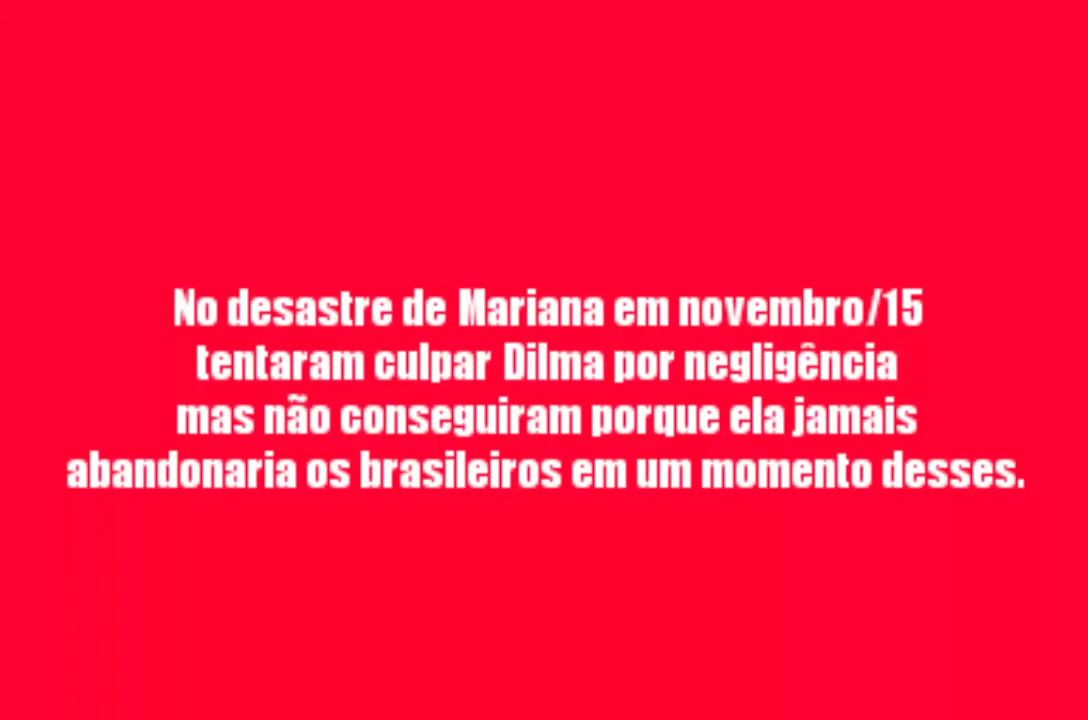 No desastre de Mariana em novembro/15
tentaram culpar Dilma por negligência
mas não conseguiram porque ela jamais
abandonaria os brasileiros em um momento desses.